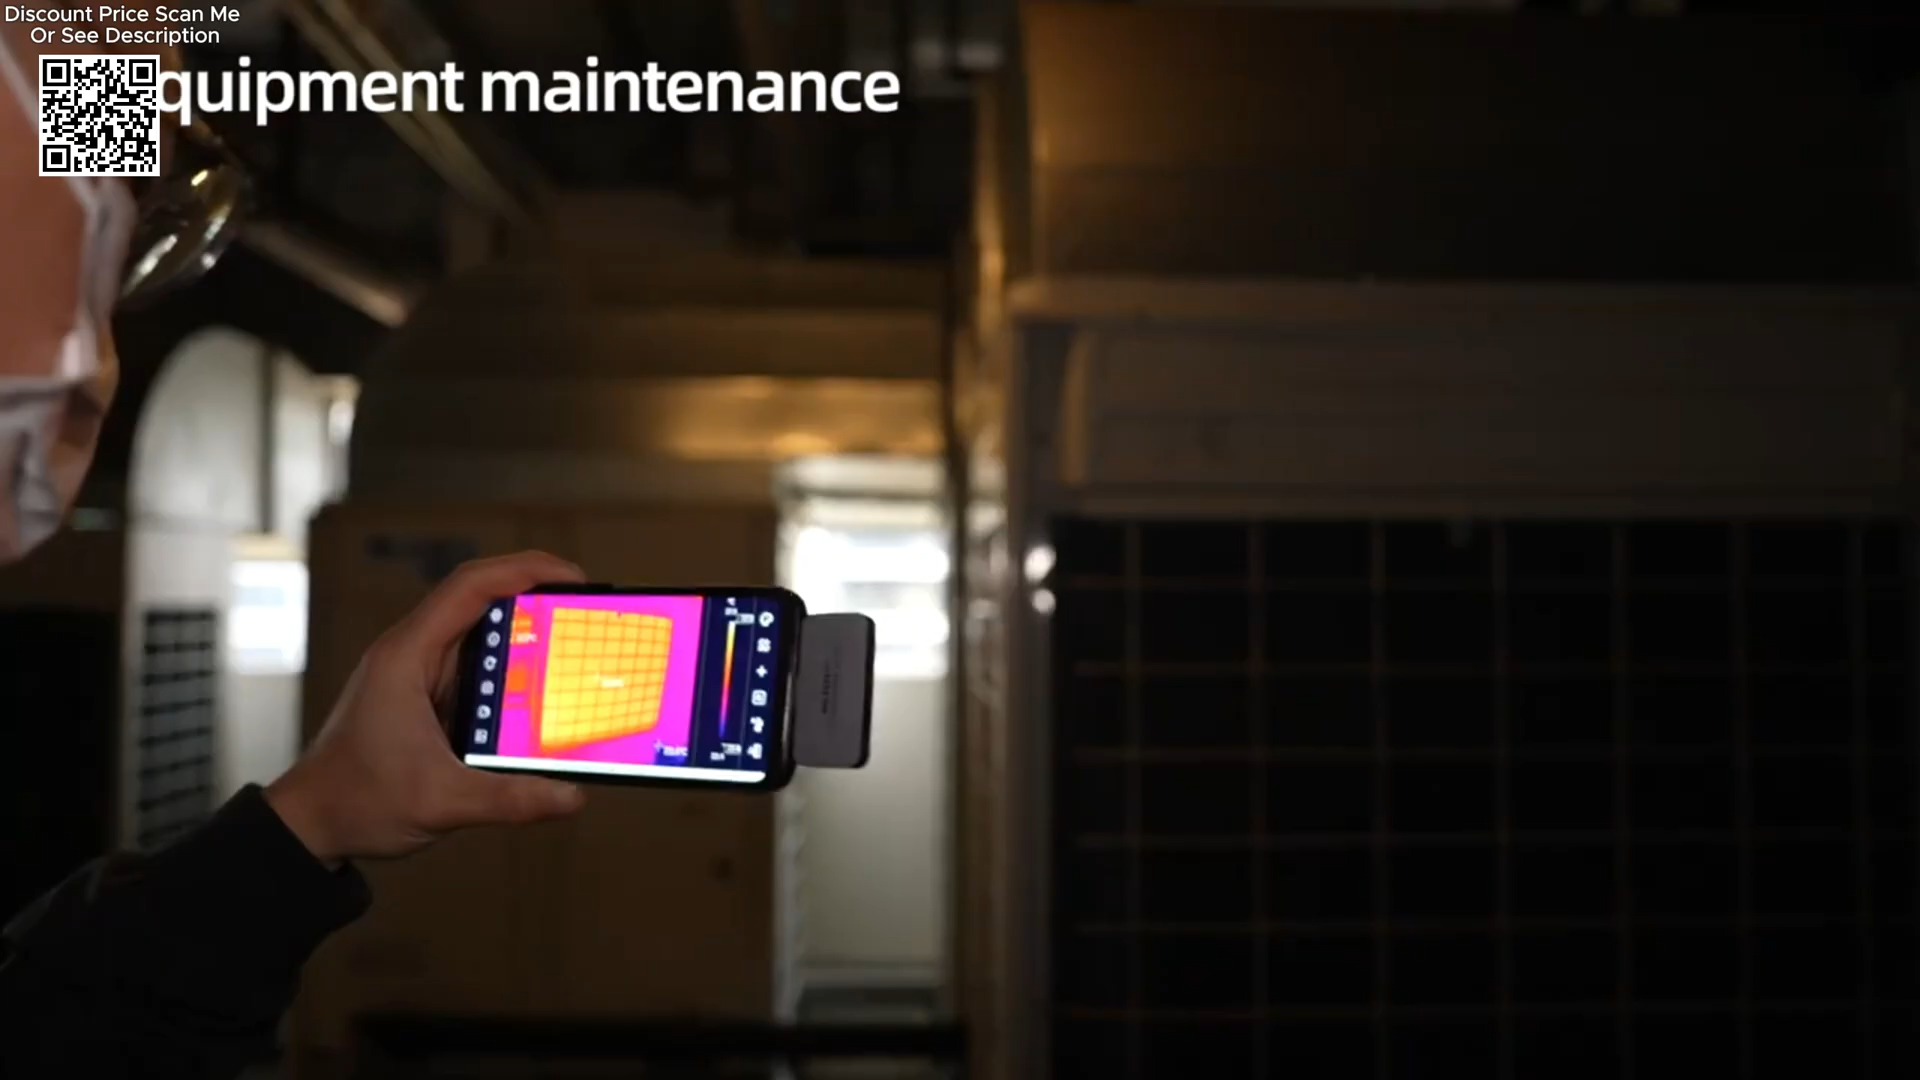 Discount Price Scan Me
Or See Description
quipment maintenance